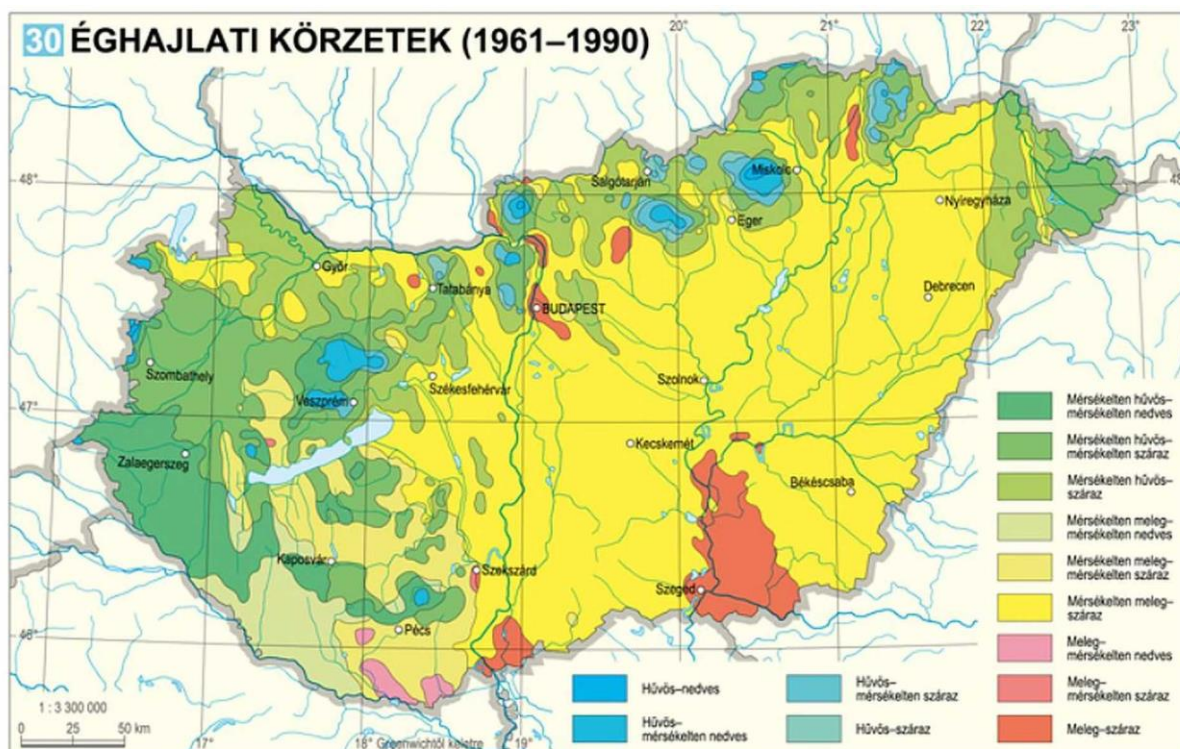 30 ÉGHAJLATI KÖRZETEK (1961–1990)
20°
21°
22°
23°
48°
48
Salgótarján
Miskolc
Eger
Nyíregyháza
Győr
Tatabánya
BUDAPEST
Debrecen
Szombathely
Székesfehérvár
Veszprém
Szolnok
47°
Zalaegerszeg
Kecskemét
Békéscsaba
Kaposvár
Szekszárd
Szeged
46°
Pécs
Mérsékelten hűvös–
mérsékelten nedves
Mérsékelten hűvös–
mérsékelten száraz
Mérsékelten hűvös–
száraz
Mérsékelten meleg–
mérsékelten nedves
Mérsékelten meleg–
mérsékelten száraz
Mérsékelten meleg–
száraz
Meleg–
mérsékelten nedves
Meleg–
mérsékelten száraz
Meleg–száraz
Hűvös–nedves
Hűvös–
mérsékelten nedves
Hűvös–
mérsékelten száraz
Hűvös–száraz
1 : 3 300 000
0 25 50 km
17°
18°
Greenwichtől keletre
19°